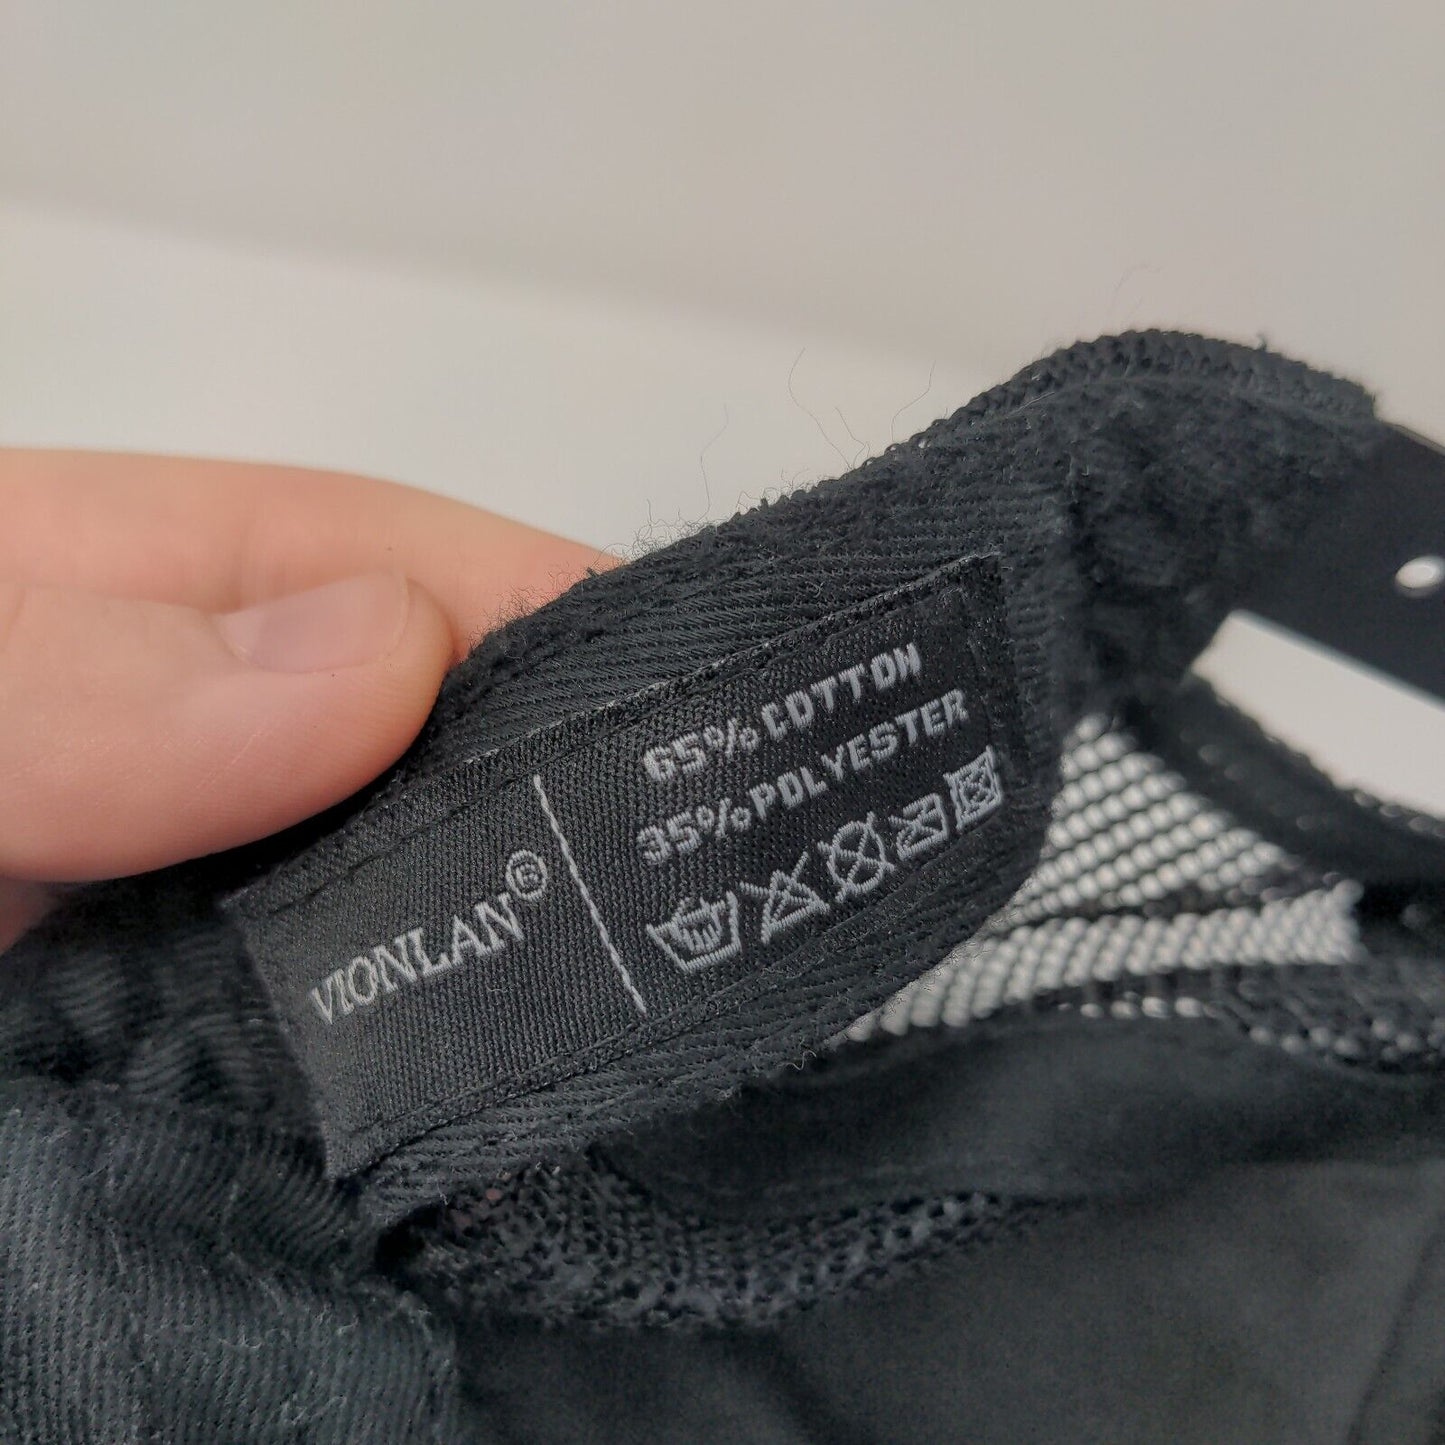 VIONLAN®
65% COTTON
35% POLYESTER